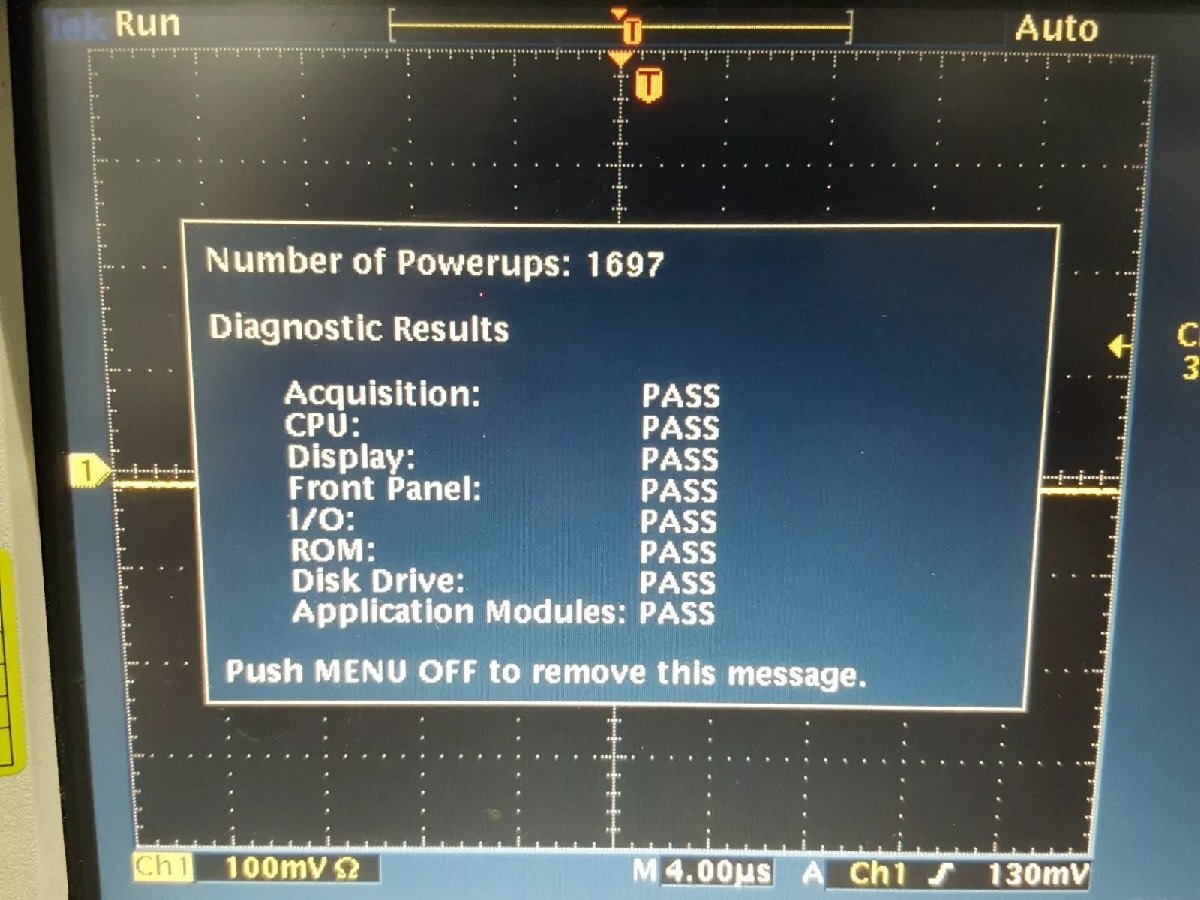 Tek Run Auto
T
T
Number of Powerups: 1697
Diagnostic Results
Acquisition: PASS
CPU: PASS
Display: PASS
Front Panel: PASS
I/O: PASS
ROM: PASS
Disk Drive: PASS
Application Modules: PASS
Push MENU OFF to remove this message.
1
Ch1 100mV Ω M 4.00µs A Ch1 130mV